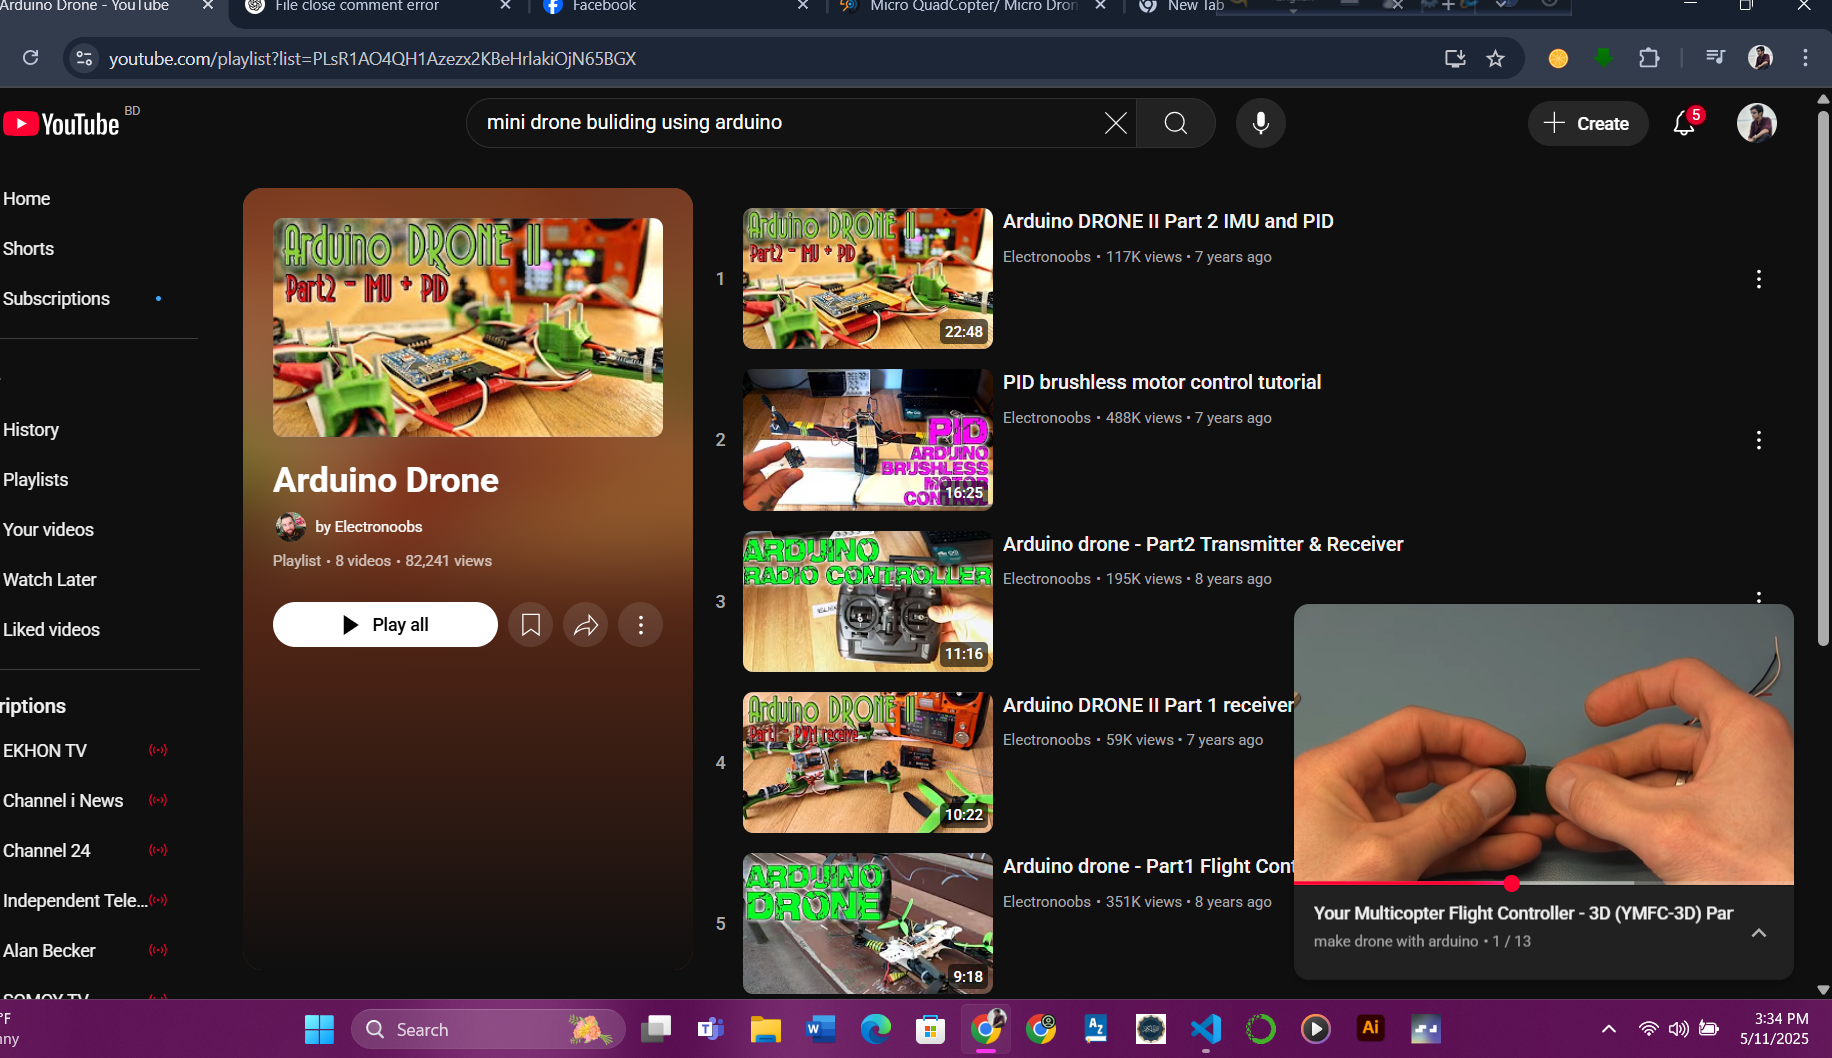 Arduino Drone - YouTube
File close comment error
Facebook
Micro QuadCopter/ Micro Dron
New Tab
youtube.com/playlist?list=PLsR1AO4QH1Azezx2KBeHrlakiOjN65BGX
YouTube BD
mini drone buliding using arduino
Create
5
Home
Shorts
Subscriptions
History
Playlists
Your videos
Watch Later
Liked videos
riptions
EKHON TV
Channel i News
Channel 24
Independent Tele...
Alan Becker
SOMOY TV
Arduino DRONE II
Part2 - IMU + PID
Arduino Drone
by Electronoobs
Playlist • 8 videos • 82,241 views
Play all
1
Arduino DRONE II
Part2 - IMU + PID
22:48
Arduino DRONE II Part 2 IMU and PID
Electronoobs • 117K views • 7 years ago
2
PID
ARDUINO
BRUSHLESS
MOTOR
CONTROL
16:25
PID brushless motor control tutorial
Electronoobs • 488K views • 7 years ago
3
ARDUINO
RADIO CONTROLLER
11:16
Arduino drone - Part2 Transmitter & Receiver
Electronoobs • 195K views • 8 years ago
4
Arduino DRONE II
Part1 - PWM receive
10:22
Arduino DRONE II Part 1 receiver
Electronoobs • 59K views • 7 years ago
5
ARDUINO
DRONE
9:18
Arduino drone - Part1 Flight Cont
Electronoobs • 351K views • 8 years ago
Your Multicopter Flight Controller - 3D (YMFC-3D) Par
make drone with arduino • 1 / 13
°F
nny
Search
Ai
3:34 PM
5/11/2025